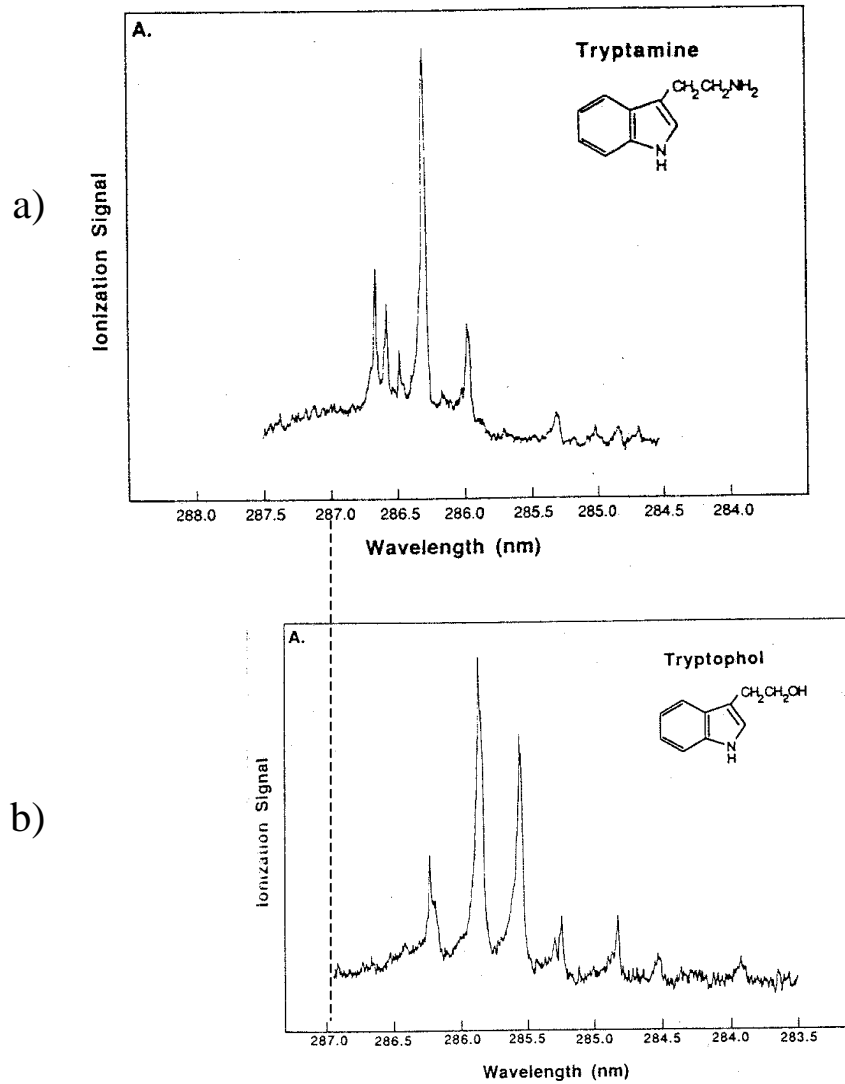 A.
Tryptamine
CH2CH2NH2
N
H
a)
Ionization Signal
288.0 287.5 287.0 286.5 286.0 285.5 285.0 284.5 284.0
Wavelength (nm)
A.
Tryptophol
CH2CH2OH
N
H
b)
Ionization Signal
287.0 286.5 286.0 285.5 285.0 284.5 284.0 283.5
Wavelength (nm)